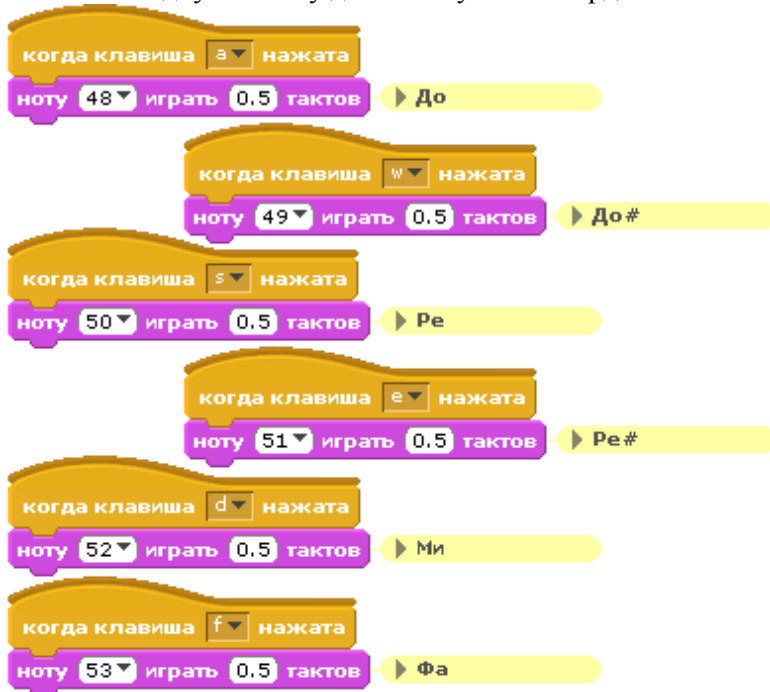 когда клавиша a нажата
ноту 48 играть 0.5 тактов До
когда клавиша w нажата
ноту 49 играть 0.5 тактов До#
когда клавиша s нажата
ноту 50 играть 0.5 тактов Ре
когда клавиша e нажата
ноту 51 играть 0.5 тактов Ре#
когда клавиша d нажата
ноту 52 играть 0.5 тактов Ми
когда клавиша f нажата
ноту 53 играть 0.5 тактов Фа